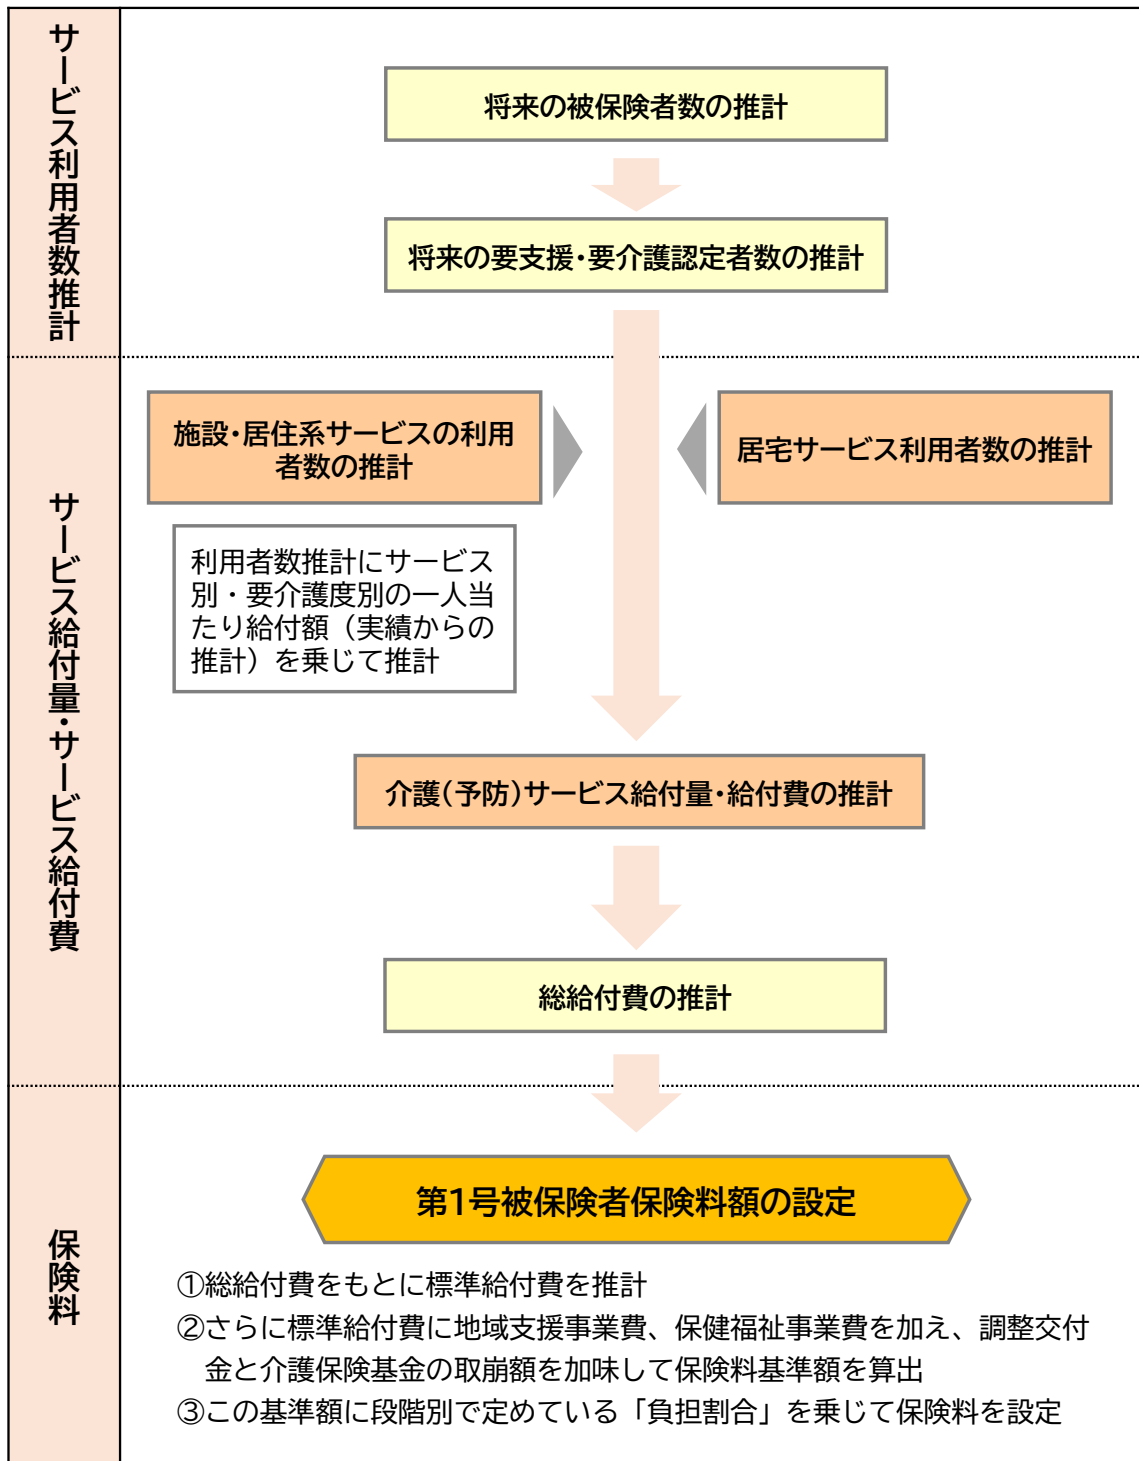 サービス利用者数推計
将来の被保険者数の推計
将来の要支援・要介護認定者数の推計
サービス給付量・サービス給付費
施設・居住系サービスの利用
者数の推計
居宅サービス利用者数の推計
利用者数推計にサービス
別・要介護度別の一人当
たり給付額（実績からの
推計）を乗じて推計
介護（予防）サービス給付量・給付費の推計
総給付費の推計
保険料
第1号被保険者保険料額の設定
①総給付費をもとに標準給付費を推計
②さらに標準給付費に地域支援事業費、保健福祉事業費を加え、調整交付
金と介護保険基金の取崩額を加味して保険料基準額を算出
③この基準額に段階別で定めている「負担割合」を乗じて保険料を設定